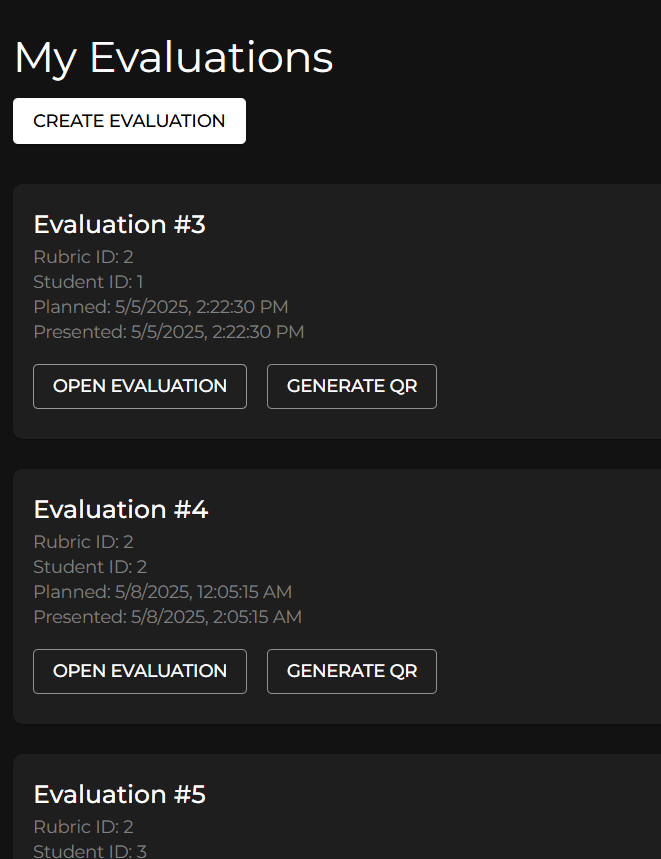 My Evaluations
CREATE EVALUATION
Evaluation #3
Rubric ID: 2
Student ID: 1
Planned: 5/5/2025, 2:22:30 PM
Presented: 5/5/2025, 2:22:30 PM
OPEN EVALUATION GENERATE QR
Evaluation #4
Rubric ID: 2
Student ID: 2
Planned: 5/8/2025, 12:05:15 AM
Presented: 5/8/2025, 2:05:15 AM
OPEN EVALUATION GENERATE QR
Evaluation #5
Rubric ID: 2
Student ID: 3